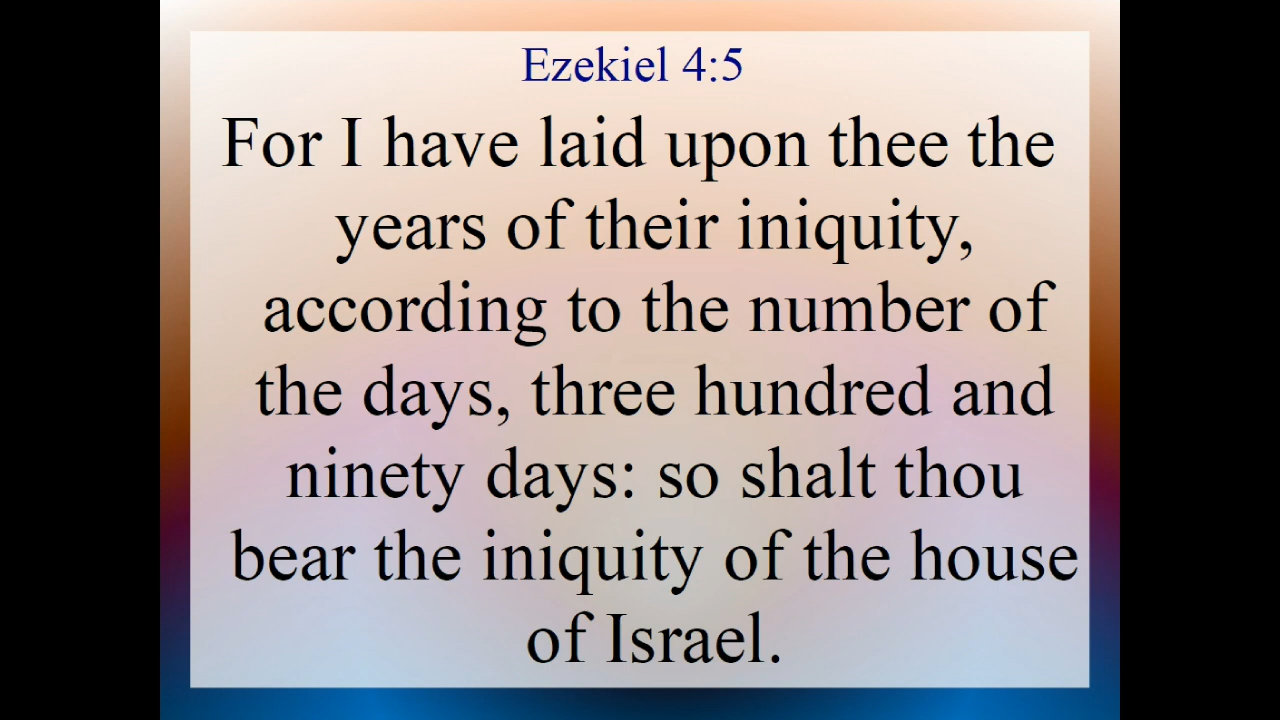 Ezekiel 4:5
For I have laid upon thee the
years of their iniquity,
according to the number of
the days, three hundred and
ninety days: so shalt thou
bear the iniquity of the house
of Israel.